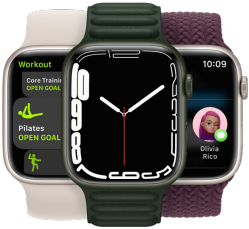 Workout
Core Training
OPEN GOAL
Pilates
OPEN GOAL
10:09
Olivia
Rico